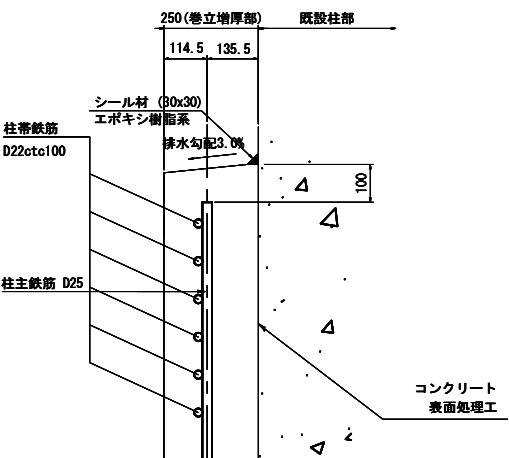 250(巻立増厚部)
既設柱部
114.5
135.5
シール材 (30x30)
エポキシ樹脂系
柱帯鉄筋
D22ctc100
排水勾配3.0%
100
柱主鉄筋 D25
コンクリート
表面処理工